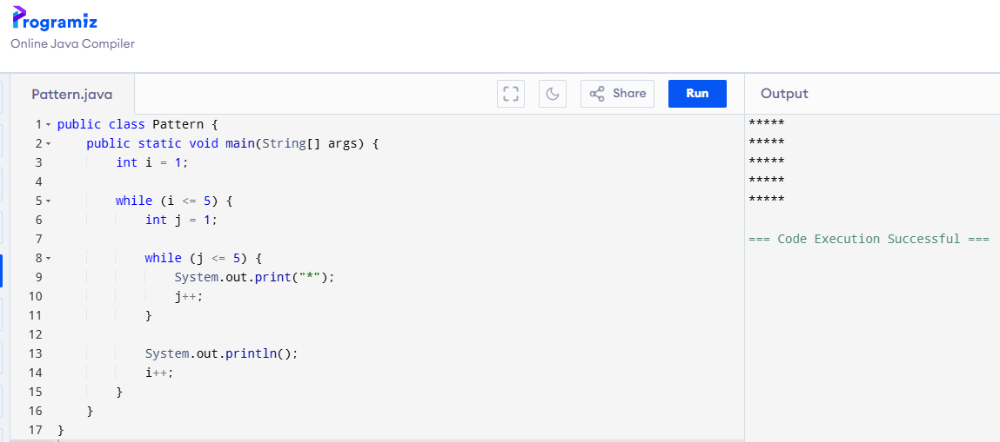 Programiz
Online Java Compiler
Pattern.java
Share
Run
Output
1 public class Pattern {
2     public static void main(String[] args) {
3         int i = 1;
4
5         while (i <= 5) {
6             int j = 1;
7
8             while (j <= 5) {
9                 System.out.print("*");
10                 j++;
11             }
12
13             System.out.println();
14             i++;
15         }
16     }
17 }
*****
*****
*****
*****
*****
=== Code Execution Successful ===